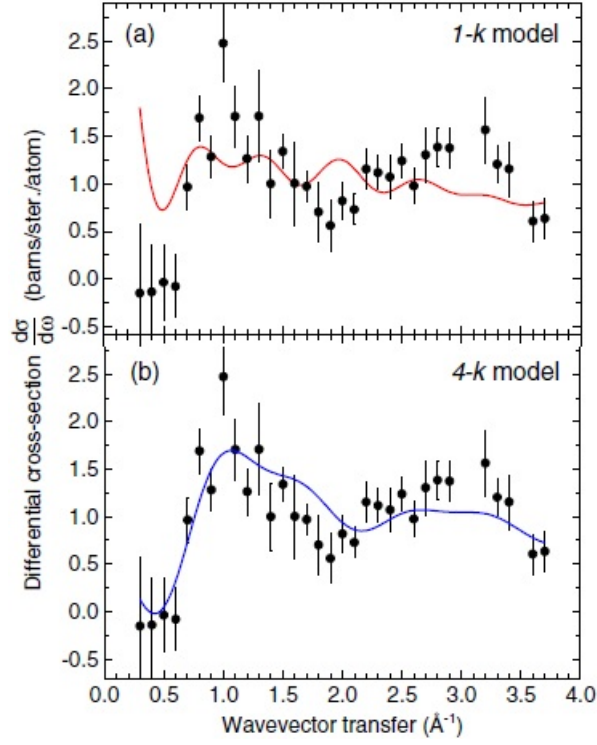 (a)
1-k model
2.5
2.0
1.5
1.0
0.5
0.0
-0.5
Differential cross-section dσ/dω (barns/ster./atom)
(b)
4-k model
2.5
2.0
1.5
1.0
0.5
0.0
-0.5
0.0 0.5 1.0 1.5 2.0 2.5 3.0 3.5 4.0
Wavevector transfer (Å⁻¹)